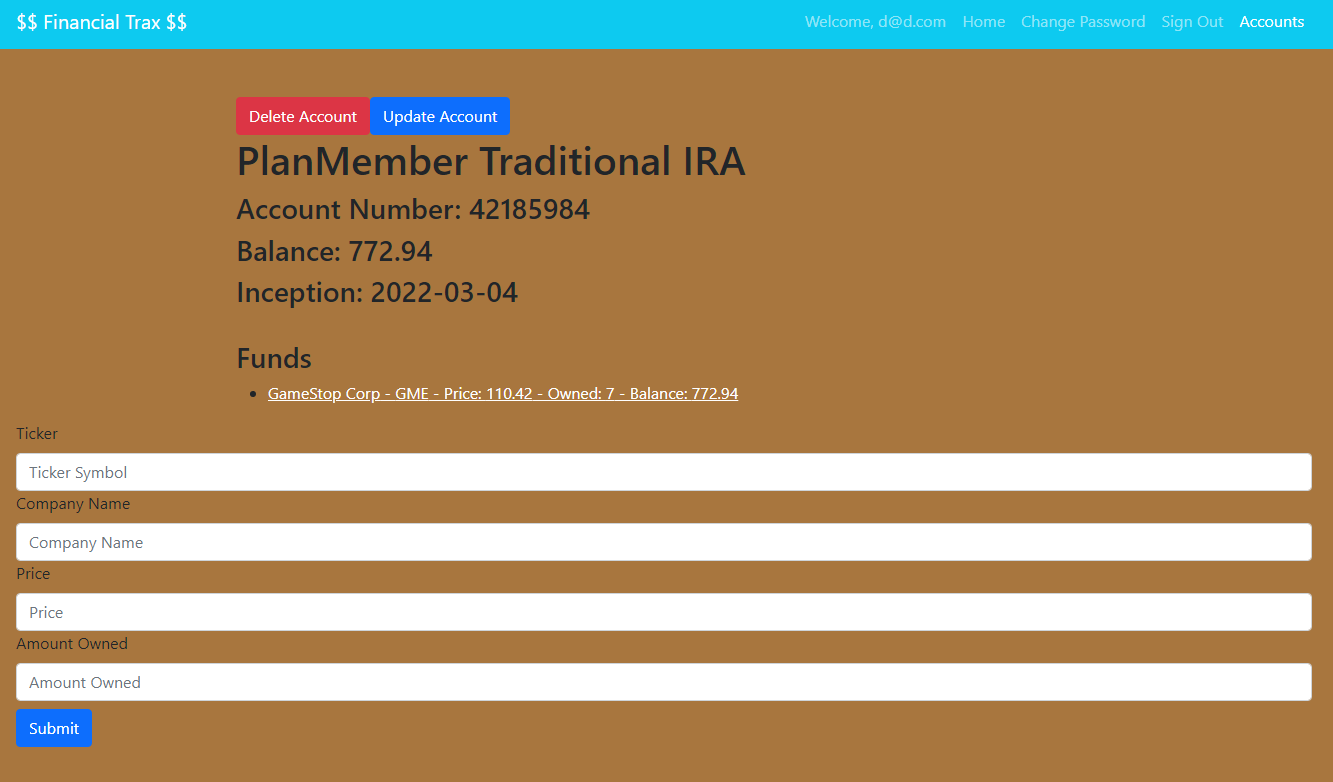 $$ Financial Trax $$ Welcome, d@d.com Home Change Password Sign Out Accounts
Delete Account Update Account
PlanMember Traditional IRA
Account Number: 42185984
Balance: 772.94
Inception: 2022-03-04
Funds
GameStop Corp - GME - Price: 110.42 - Owned: 7 - Balance: 772.94
Ticker
Ticker Symbol
Company Name
Company Name
Price
Price
Amount Owned
Amount Owned
Submit